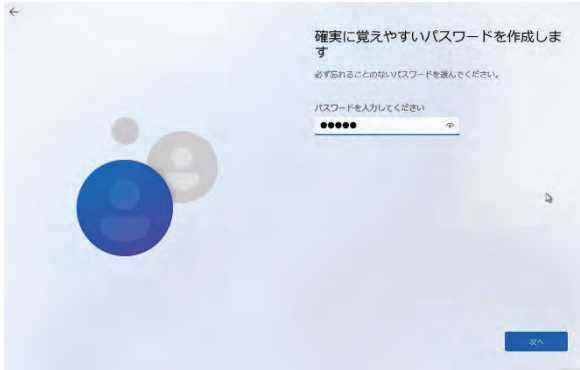 確実に覚えやすいパスワードを作成しま
す
必ず忘れることのないパスワードを選んでください。
パスワードを入力してください
●●●●●
次へ